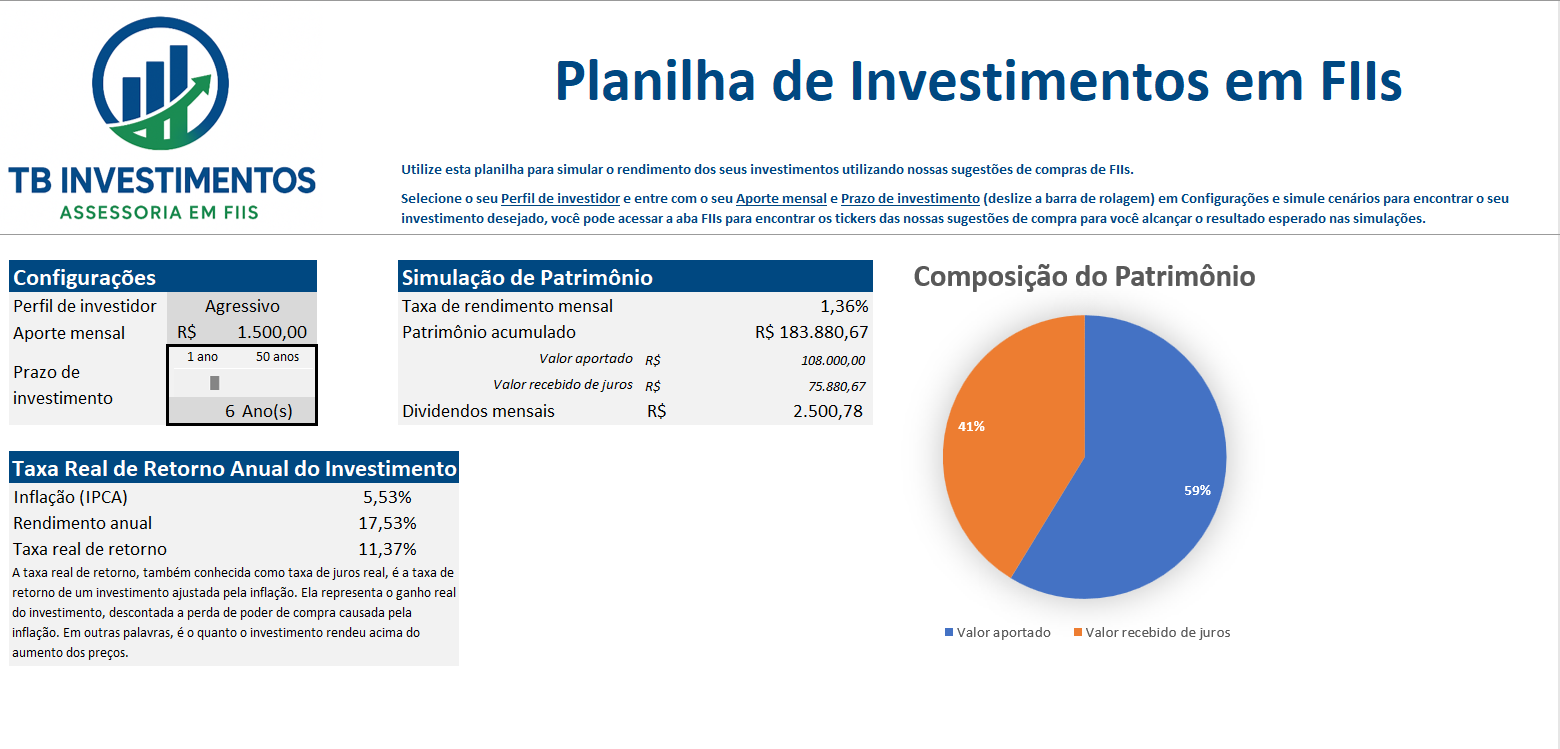 TB INVESTIMENTOS
ASSESSORIA EM FIIS
Planilha de Investimentos em FIIs
Utilize esta planilha para simular o rendimento dos seus investimentos utilizando nossas sugestões de compras de FIIs.
Selecione o seu Perfil de investidor e entre com o seu Aporte mensal e Prazo de investimento (deslize a barra de rolagem) em Configurações e simule cenários para encontrar o seu
investimento desejado, você pode acessar a aba FIIs para encontrar os tickers das nossas sugestões de compra para você alcançar o resultado esperado nas simulações.
Configurações
Perfil de investidor Agressivo
Aporte mensal R$ 1.500,00
1 ano 50 anos
Prazo de
investimento
6 Ano(s)
Simulação de Patrimônio
Taxa de rendimento mensal 1,36%
Patrimônio acumulado R$ 183.880,67
Valor aportado R$ 108.000,00
Valor recebido de juros R$ 75.880,67
Dividendos mensais R$ 2.500,78
Taxa Real de Retorno Anual do Investimento
Inflação (IPCA) 5,53%
Rendimento anual 17,53%
Taxa real de retorno 11,37%
A taxa real de retorno, também conhecida como taxa de juros real, é a taxa de
retorno de um investimento ajustada pela inflação. Ela representa o ganho real
do investimento, descontada a perda de poder de compra causada pela
inflação. Em outras palavras, é o quanto o investimento rendeu acima do
aumento dos preços.
Composição do Patrimônio
41%
59%
Valor aportado Valor recebido de juros